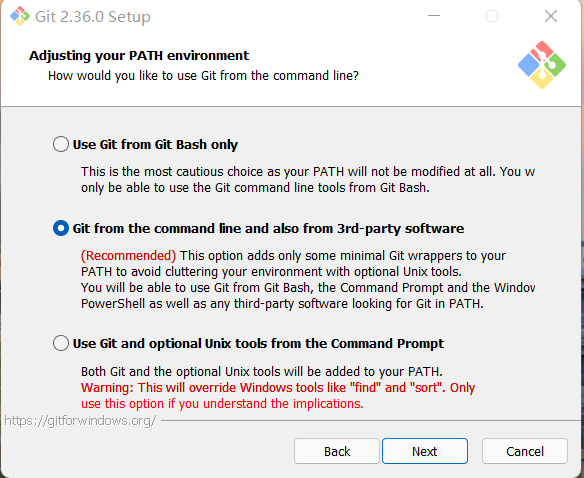 Git 2.36.0 Setup
Adjusting your PATH environment
How would you like to use Git from the command line?
Use Git from Git Bash only
This is the most cautious choice as your PATH will not be modified at all. You w
only be able to use the Git command line tools from Git Bash.
Git from the command line and also from 3rd-party software
(Recommended) This option adds only some minimal Git wrappers to your
PATH to avoid cluttering your environment with optional Unix tools.
You will be able to use Git from Git Bash, the Command Prompt and the Window
PowerShell as well as any third-party software looking for Git in PATH.
Use Git and optional Unix tools from the Command Prompt
Both Git and the optional Unix tools will be added to your PATH.
Warning: This will override Windows tools like "find" and "sort". Only
use this option if you understand the implications.
https://gitforwindows.org/
Back Next Cancel